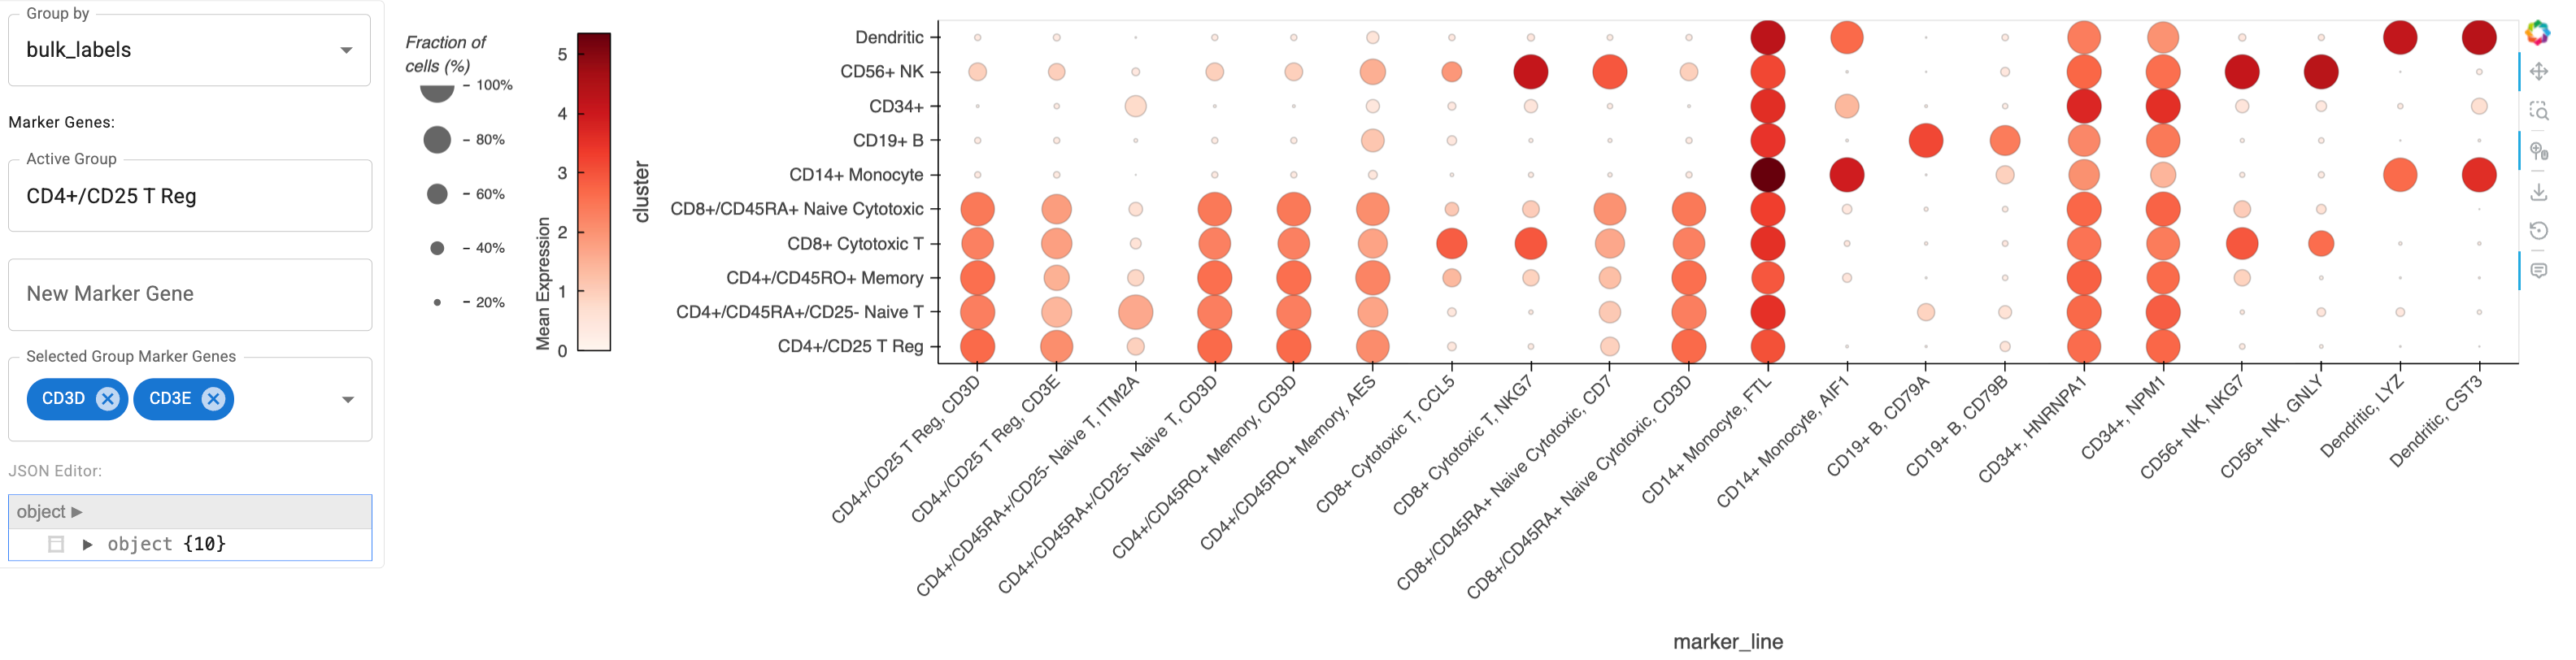 Group by
bulk_labels
Marker Genes:
Active Group
CD4+/CD25 T Reg
New Marker Gene
Selected Group Marker Genes
CD3D
CD3E
JSON Editor:
object ▶
▶ object {10}
Fraction of
cells (%)
100%
80%
60%
40%
20%
Mean Expression
5
4
3
2
1
0
cluster
Dendritic
CD56+ NK
CD34+
CD19+ B
CD14+ Monocyte
CD8+/CD45RA+ Naive Cytotoxic
CD8+ Cytotoxic T
CD4+/CD45RO+ Memory
CD4+/CD45RA+/CD25- Naive T
CD4+/CD25 T Reg
CD4+/CD25 T Reg, CD3D
CD4+/CD25 T Reg, CD3E
CD4+/CD45RA+/CD25- Naive T, ITM2A
CD4+/CD45RA+/CD25- Naive T, CD3D
CD4+/CD45RO+ Memory, CD3D
CD4+/CD45RO+ Memory, AES
CD8+ Cytotoxic T, CCL5
CD8+ Cytotoxic T, NKG7
CD8+/CD45RA+ Naive Cytotoxic, CD7
CD8+/CD45RA+ Naive Cytotoxic, CD3D
CD14+ Monocyte, FTL
CD14+ Monocyte, AIF1
CD19+ B, CD79A
CD19+ B, CD79B
CD34+, HNRNPA1
CD34+, NPM1
CD56+ NK, NKG7
CD56+ NK, GNLY
Dendritic, LYZ
Dendritic, CST3
marker_line